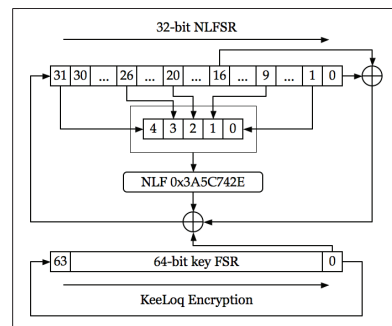 32-bit NLFSR
31 30 ... 26 ... 20 ... 16 ... 9 ... 1 0
4 3 2 1 0
NLF 0x3A5C742E
63 64-bit key FSR 0
KeeLoq Encryption